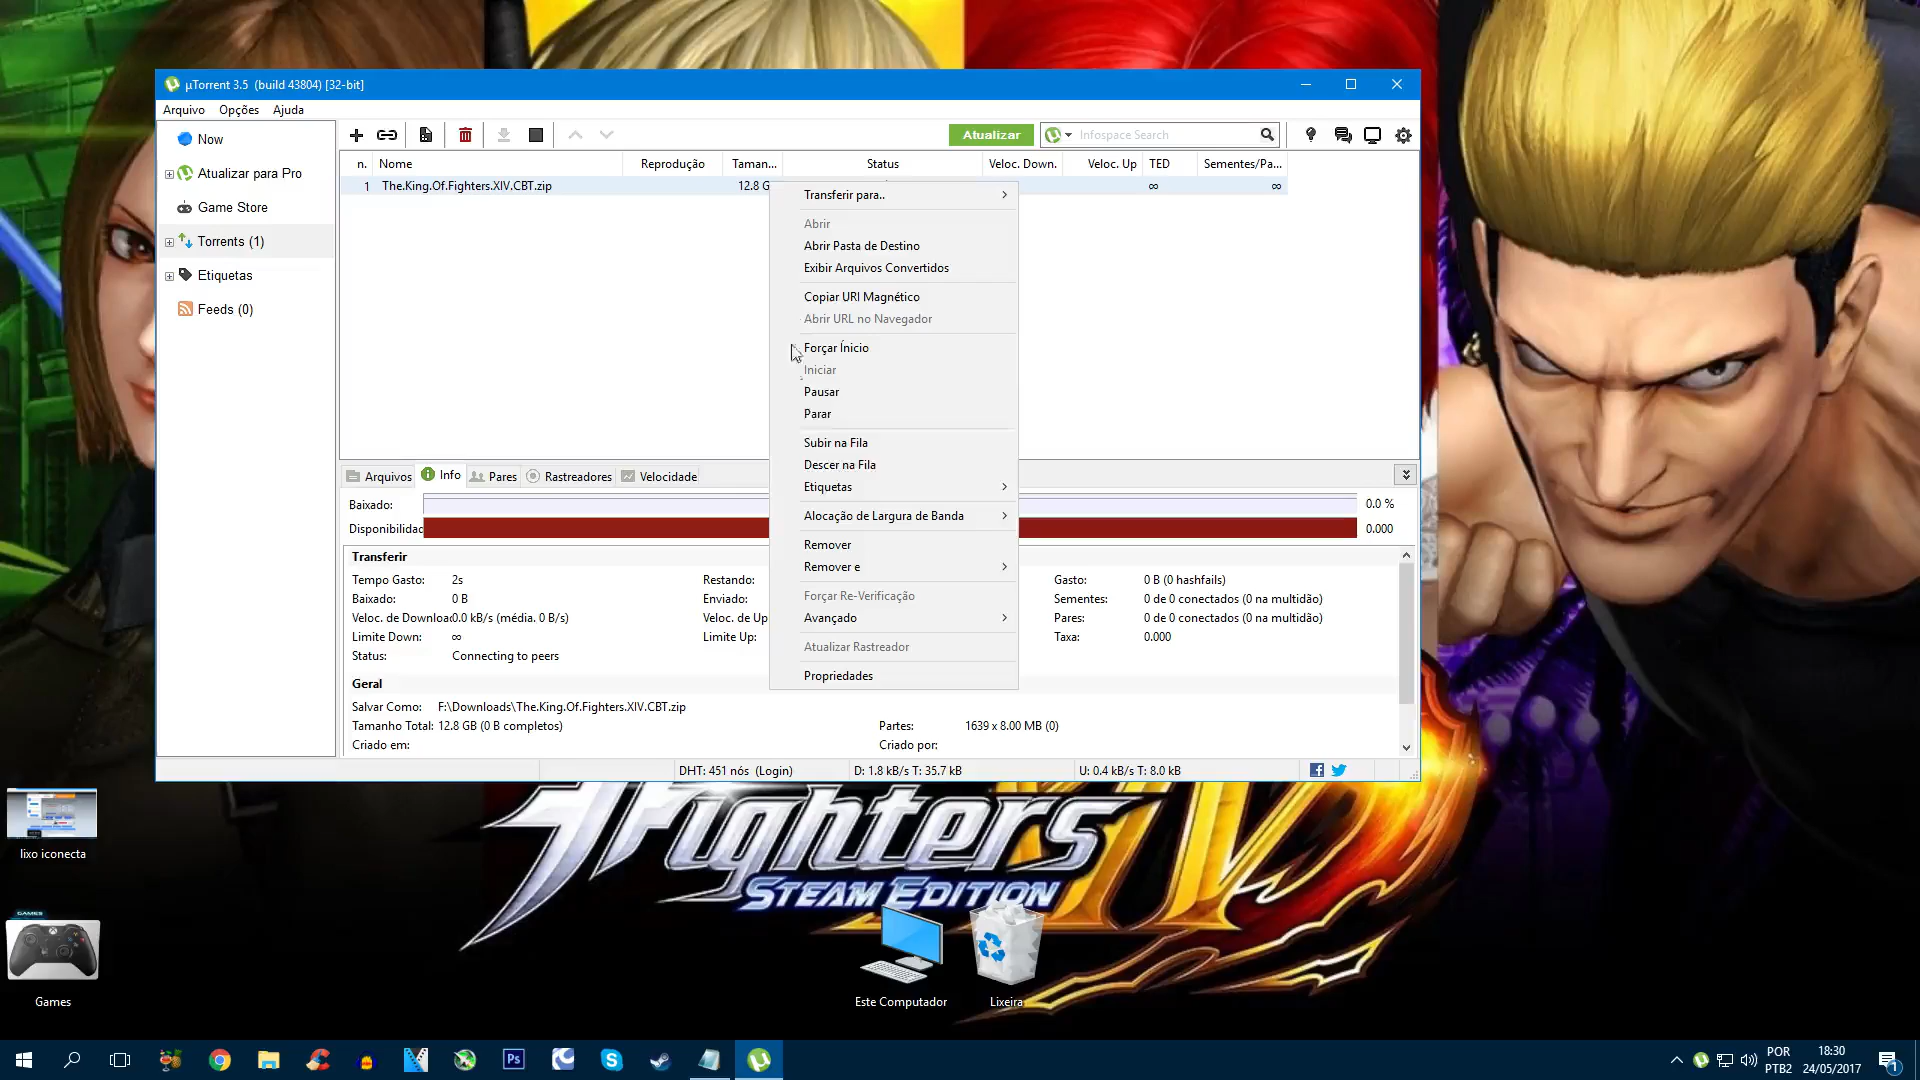 µTorrent 3.5 (build 43804) [32-bit]
Arquivo Opções Ajuda
Now
Atualizar para Pro
Game Store
Torrents (1)
Etiquetas
Feeds (0)
Atualizar
Infospace Search
n. Nome Reprodução Taman... Status Veloc. Down. Veloc. Up TED Sementes/Pa...
1 The.King.Of.Fighters.XIV.CBT.zip 12.8 G ∞ ∞
Transferir para..
Abrir
Abrir Pasta de Destino
Exibir Arquivos Convertidos
Copiar URI Magnético
Abrir URL no Navegador
Forçar Ínicio
Iniciar
Pausar
Parar
Subir na Fila
Descer na Fila
Etiquetas
Alocação de Largura de Banda
Remover
Remover e
Forçar Re-Verificação
Avançado
Atualizar Rastreador
Propriedades
Arquivos Info Pares Rastreadores Velocidade
Baixado: 0.0 %
Disponibilidad 0.000
Transferir
Tempo Gasto: 2s Restando: Gasto: 0 B (0 hashfails)
Baixado: 0 B Enviado: Sementes: 0 de 0 conectados (0 na multidão)
Veloc. de Downloac 0.0 kB/s (média. 0 B/s) Veloc. de Up Pares: 0 de 0 conectados (0 na multidão)
Limite Down: ∞ Limite Up: Taxa: 0.000
Status: Connecting to peers
Geral
Salvar Como: F:\Downloads\The.King.Of.Fighters.XIV.CBT.zip
Tamanho Total: 12.8 GB (0 B completos) Partes: 1639 x 8.00 MB (0)
Criado em: Criado por:
DHT: 451 nós (Login) D: 1.8 kB/s T: 35.7 kB U: 0.4 kB/s T: 8.0 kB
Fighters XIV
STEAM EDITION
lixo iconecta
GAMES
Games
Este Computador
Lixeira
Ps
POR
PTB2
18:30
24/05/2017
1